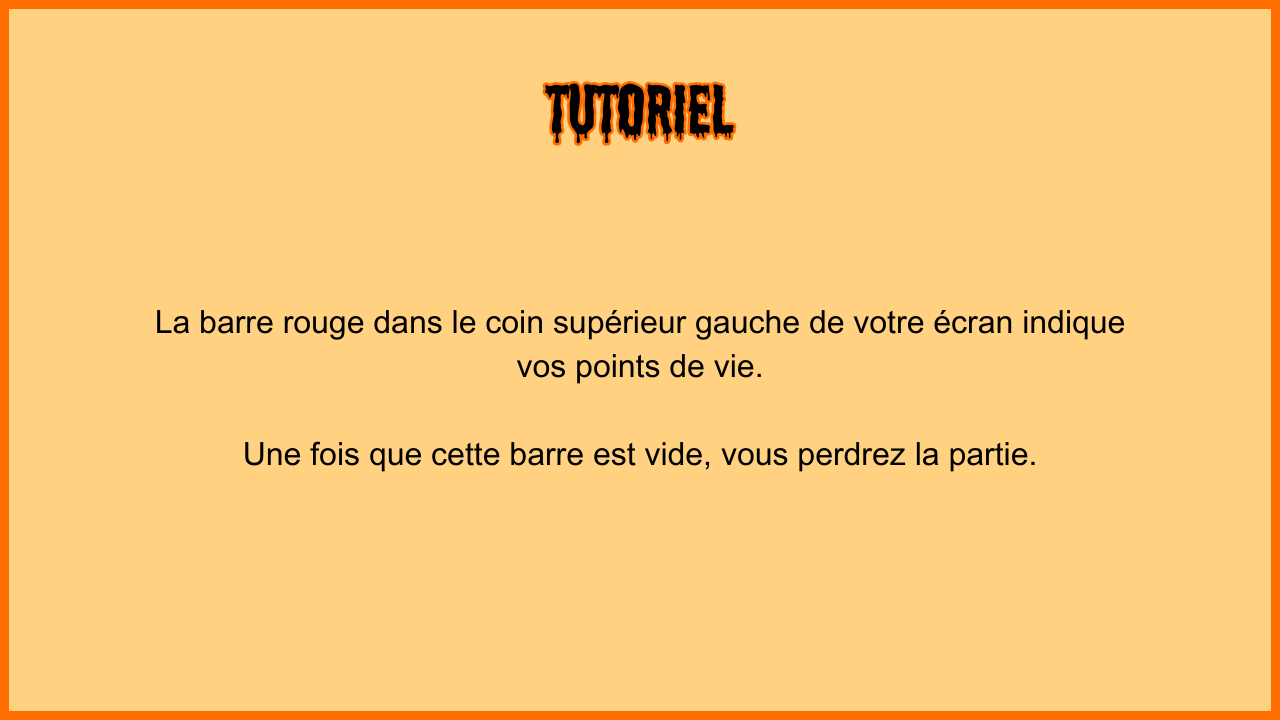 TUTORIEL
La barre rouge dans le coin supérieur gauche de votre écran indique
vos points de vie.
Une fois que cette barre est vide, vous perdrez la partie.